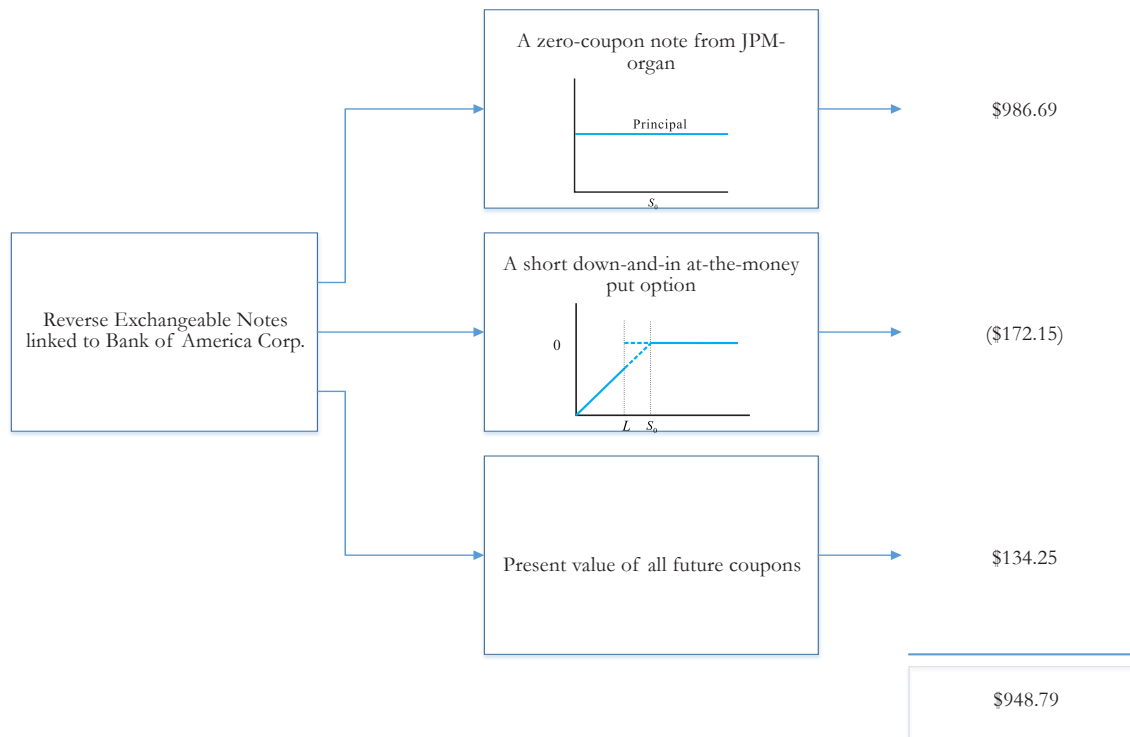 Reverse Exchangeable Notes
linked to Bank of America Corp.
A zero-coupon note from JPM-
organ
Principal
S₀
$986.69
A short down-and-in at-the-money
put option
0
L S₀
($172.15)
Present value of all future coupons
$134.25
$948.79